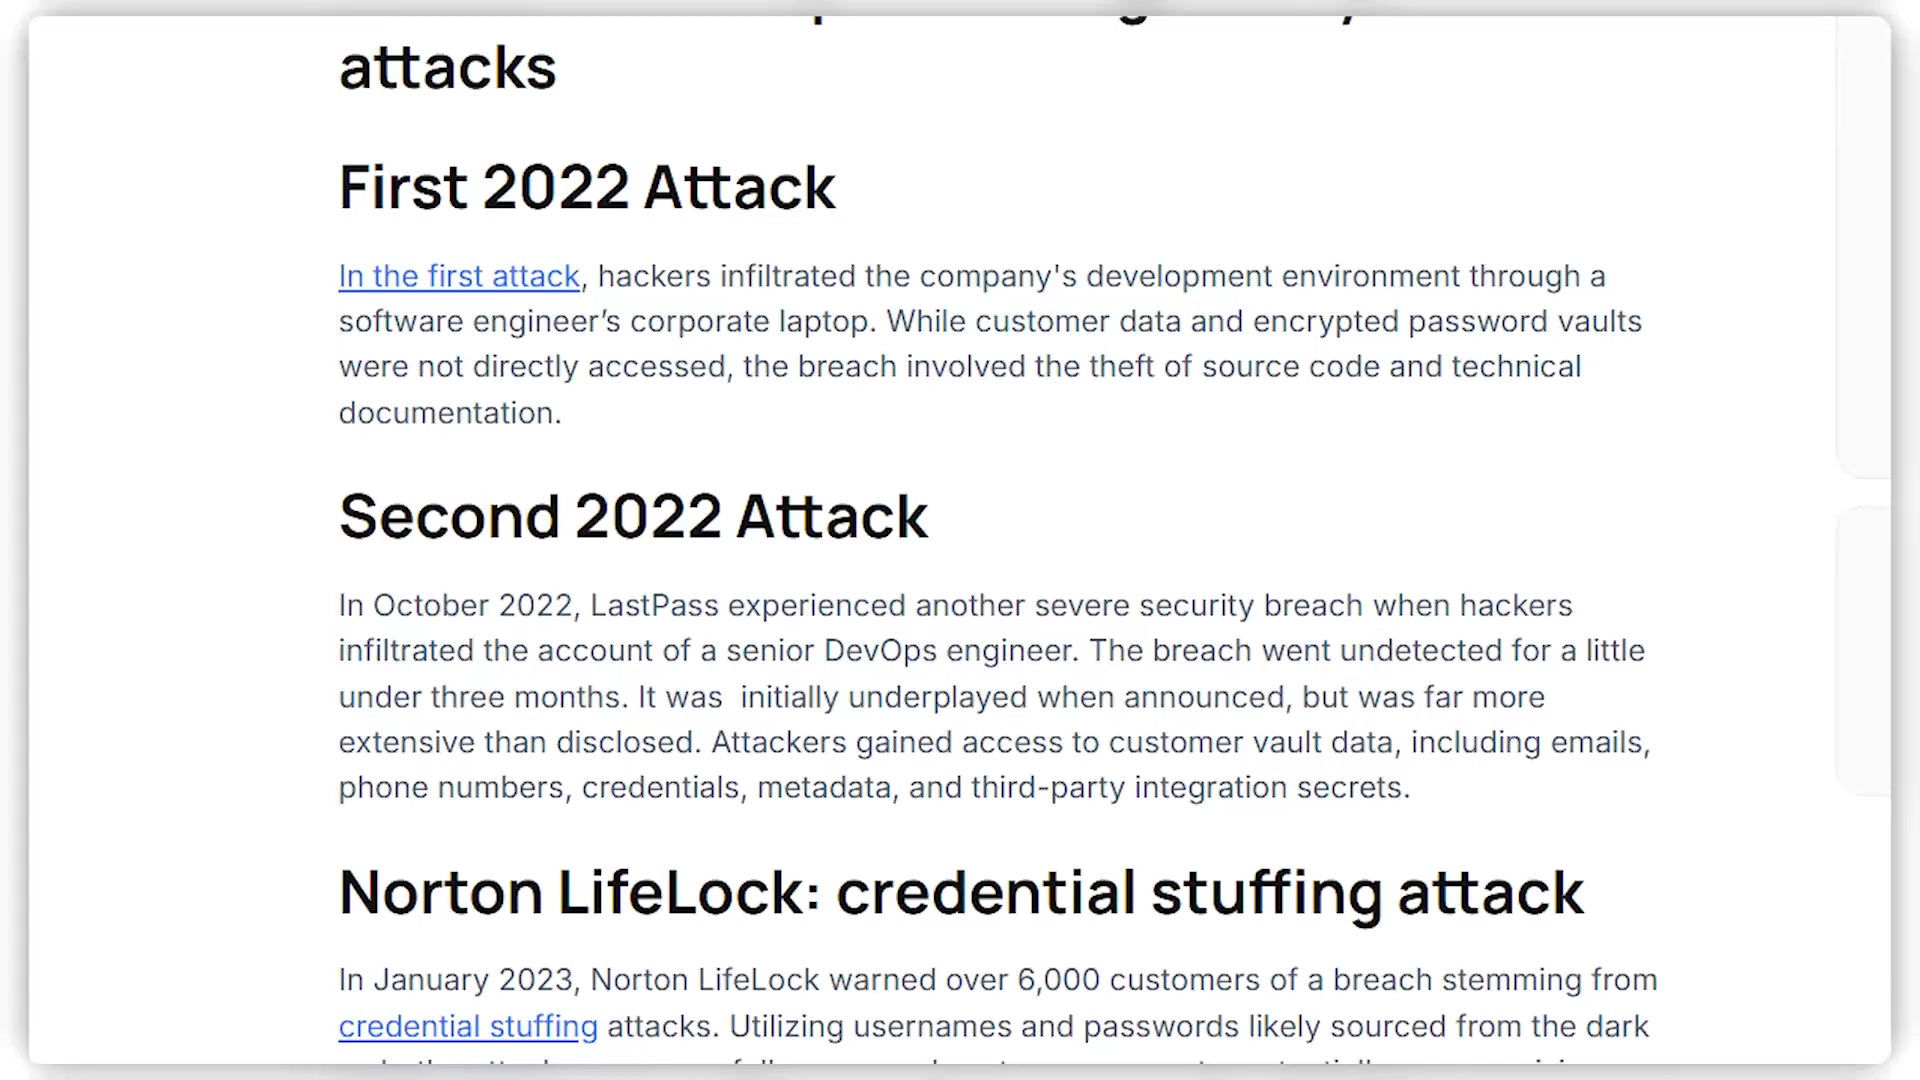 attacks
First 2022 Attack
In the first attack, hackers infiltrated the company's development environment through a
software engineer’s corporate laptop. While customer data and encrypted password vaults
were not directly accessed, the breach involved the theft of source code and technical
documentation.
Second 2022 Attack
In October 2022, LastPass experienced another severe security breach when hackers
infiltrated the account of a senior DevOps engineer. The breach went undetected for a little
under three months. It was  initially underplayed when announced, but was far more
extensive than disclosed. Attackers gained access to customer vault data, including emails,
phone numbers, credentials, metadata, and third-party integration secrets.
Norton LifeLock: credential stuffing attack
In January 2023, Norton LifeLock warned over 6,000 customers of a breach stemming from
credential stuffing attacks. Utilizing usernames and passwords likely sourced from the dark